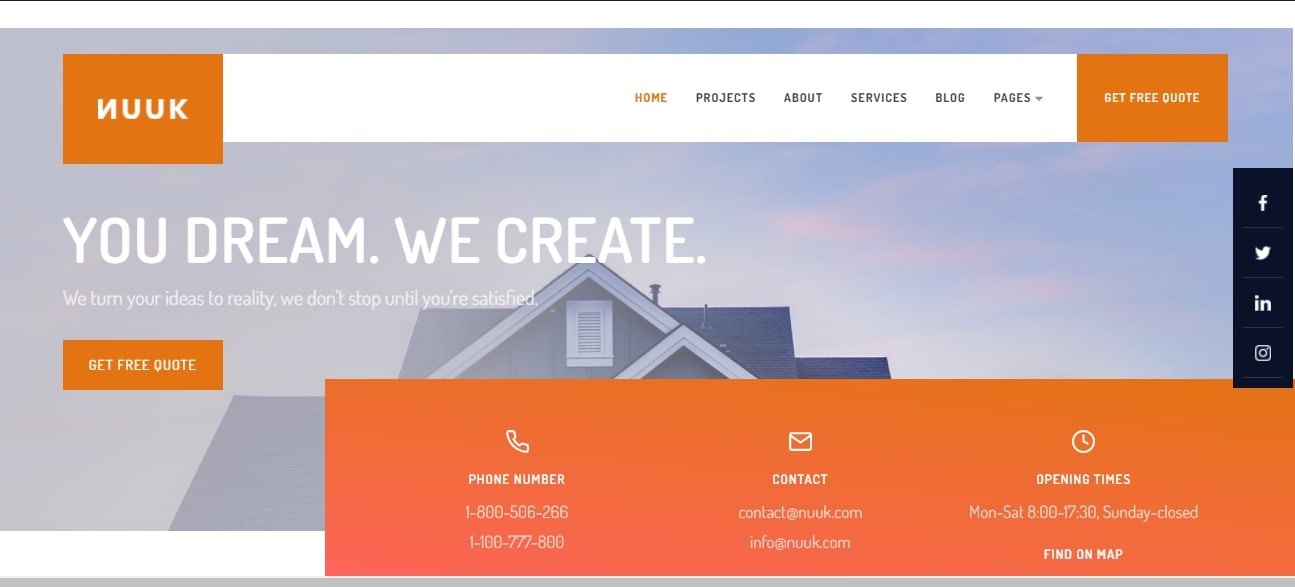 ИUUK
HOME PROJECTS ABOUT SERVICES BLOG PAGES GET FREE QUOTE
YOU DREAM. WE CREATE.
We turn your ideas to reality, we don't stop until you're satisfied.
GET FREE QUOTE
PHONE NUMBER
1-800-506-266
1-100-777-800
CONTACT
contact@nuuk.com
info@nuuk.com
OPENING TIMES
Mon-Sat 8:00-17:30, Sunday-closed
FIND ON MAP